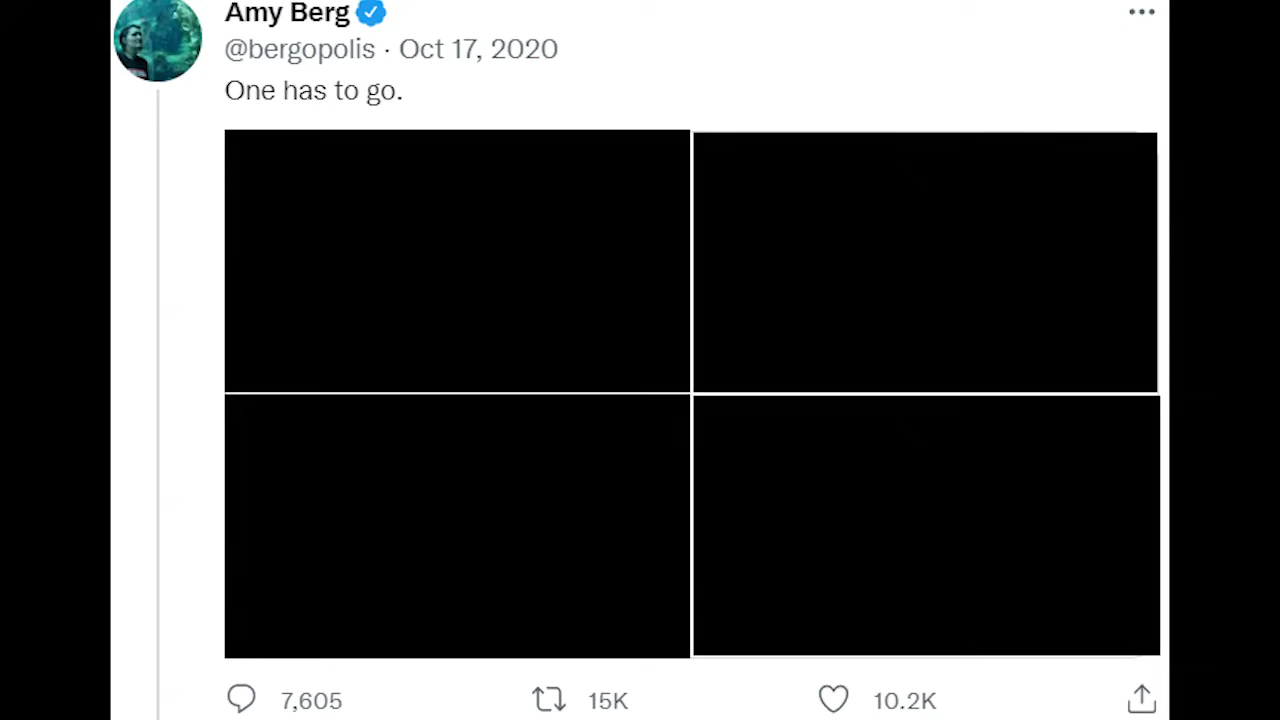 Amy Berg
@bergopolis · Oct 17, 2020
One has to go.
7,605 15K 10.2K